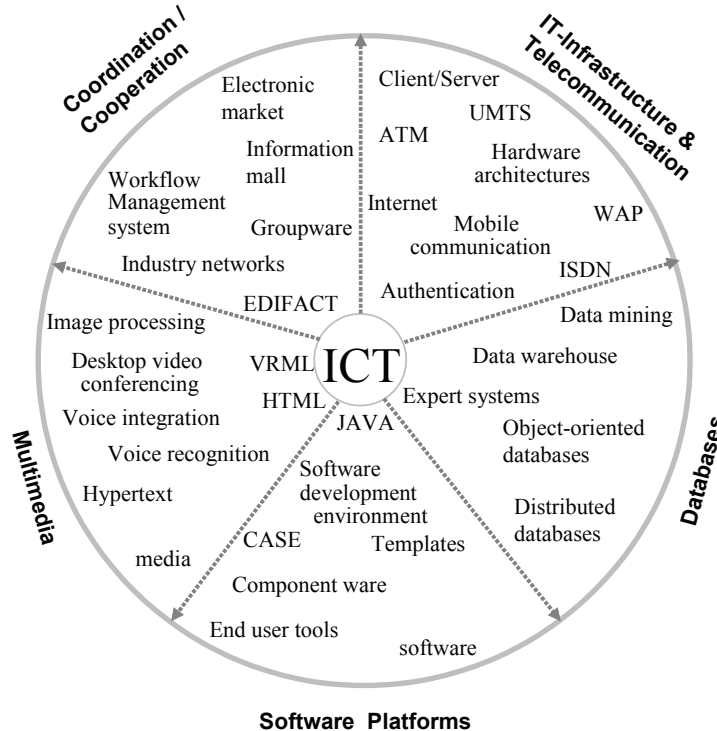 Coordination /
Cooperation
IT-Infrastructure &
Telecommunication
Electronic
market
Information
mall
Workflow
Management
system
Groupware
Industry networks
EDIFACT
Client/Server
UMTS
ATM
Hardware
architectures
Internet
WAP
Mobile
communication
ISDN
Authentication
Data mining
Data warehouse
Expert systems
Object-oriented
databases
Distributed
databases
Databases
ICT
Image processing
Desktop video
conferencing
VRML
HTML
Voice integration
Voice recognition
Hypertext
media
Multimedia
JAVA
Software
development
environment
CASE
Templates
Component ware
End user tools
software
Software Platforms